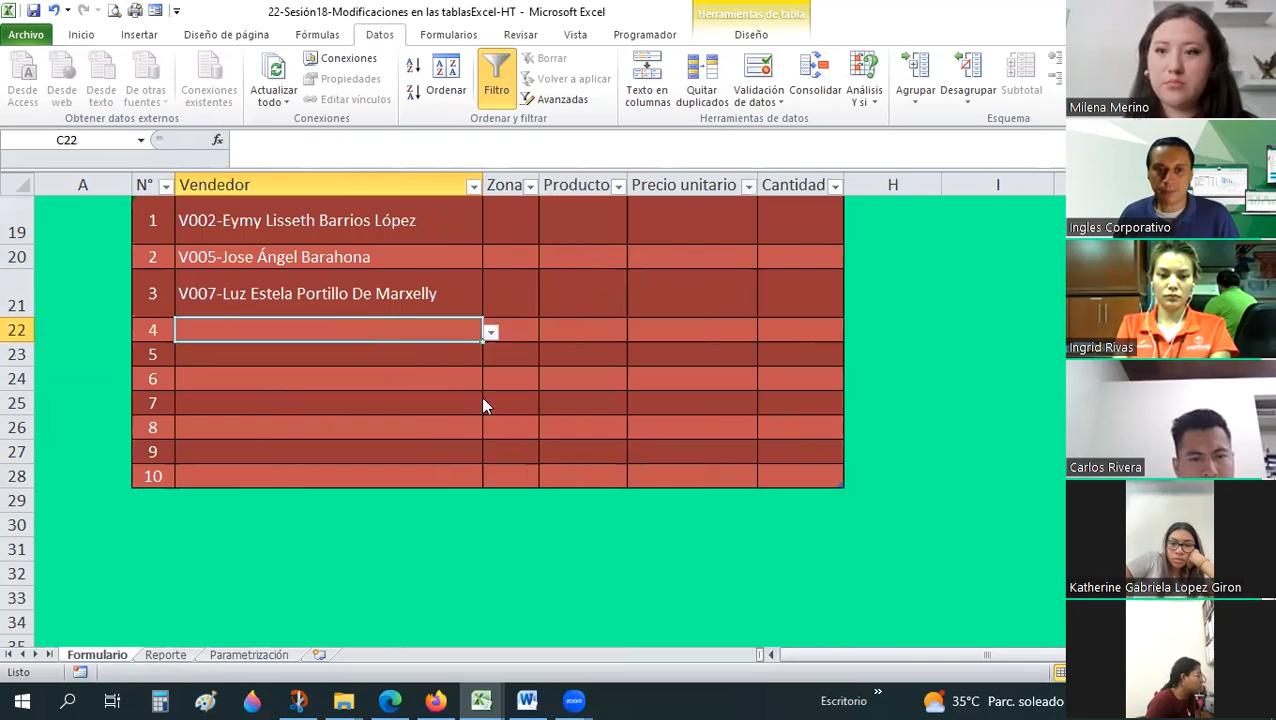 22-Sesión18-Modificaciones en las tablasExcel-HT - Microsoft Excel
Herramientas de tabla
Archivo Inicio Insertar Diseño de página Fórmulas Datos Formularios Revisar Vista Programador Diseño
Desde Access
Desde web
Desde texto
De otras fuentes
Conexiones existentes
Obtener datos externos
Actualizar todo
Conexiones
Propiedades
Editar vínculos
Conexiones
Ordenar
Filtro
Borrar
Volver a aplicar
Avanzadas
Ordenar y filtrar
Texto en columnas
Quitar duplicados
Validación de datos
Consolidar
Análisis Y si
Herramientas de datos
Agrupar
Desagrupar
Subtotal
Esquema
C22 fx
A N° Vendedor Zona Producto Precio unitario Cantidad H I
19 1 V002-Eymy Lisseth Barrios López
20 2 V005-Jose Ángel Barahona
21 3 V007-Luz Estela Portillo De Marxelly
22 4
23 5
24 6
25 7
26 8
27 9
28 10
29
30
31
32
33
34
35
Formulario Reporte Parametrización
Listo
Escritorio » 35°C Parc. soleado
W zoom
Milena Merino
Ingles Corporativo
Ingrid Rivas
Carlos Rivera
Katherine Gabriela Lopez Giron